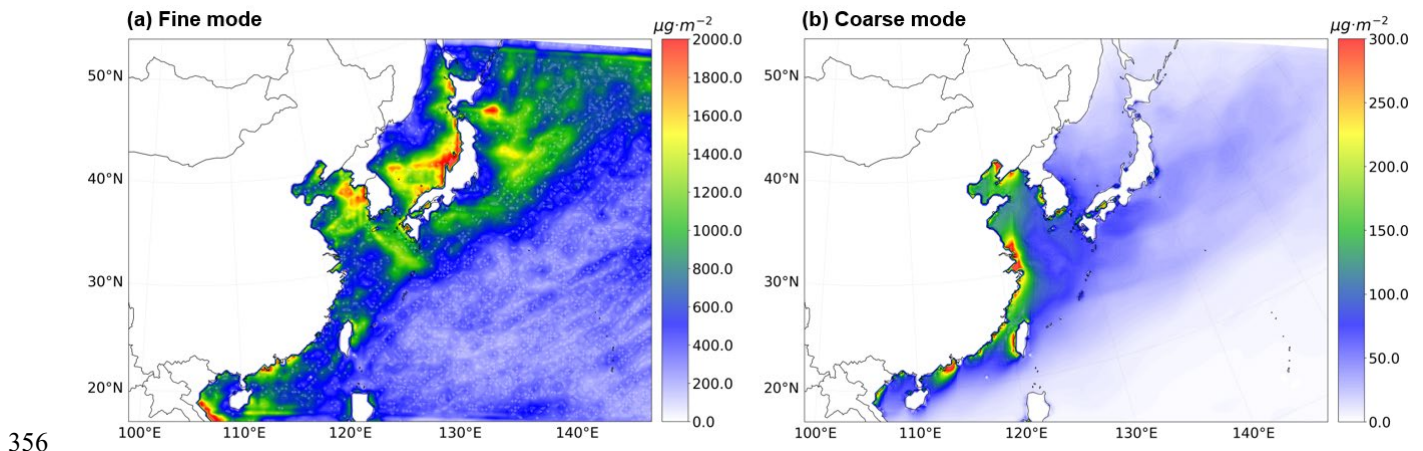 (a) Fine mode
μg·m⁻²
2000.0
1800.0
1600.0
1400.0
1200.0
1000.0
800.0
600.0
400.0
200.0
0.0
50°N
40°N
30°N
20°N
100°E 110°E 120°E 130°E 140°E
(b) Coarse mode
μg·m⁻²
300.0
250.0
200.0
150.0
100.0
50.0
0.0
50°N
40°N
30°N
20°N
100°E 110°E 120°E 130°E 140°E
356